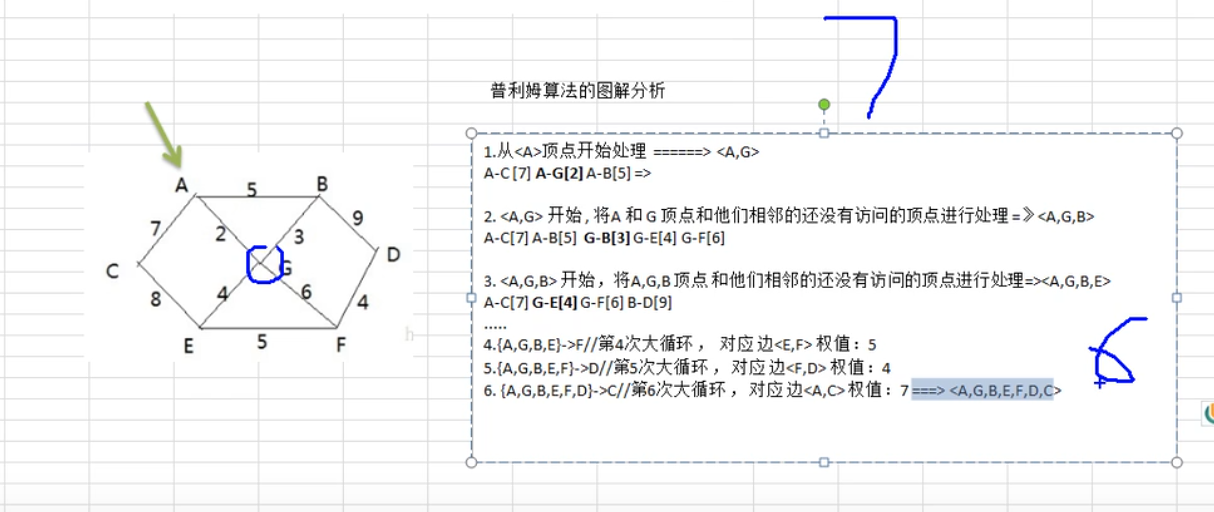 7
普利姆算法的图解分析
1.从<A>顶点开始处理 ======> <A,G>
A-C [7] A-G[2] A-B[5] =>
2. <A,G> 开始 , 将A 和 G 顶点和他们相邻的还没有访问的顶点进行处理 =》<A,G,B>
A-C[7] A-B[5] G-B[3] G-E[4] G-F[6]
3. <A,G,B> 开始，将A,G,B 顶点 和他们相邻的还没有访问的顶点进行处理=><A,G,B,E>
A-C[7] G-E[4] G-F[6] B-D[9]
.....
4.{A,G,B,E}->F//第4次大循环 ， 对应 边<E,F> 权值：5
5.{A,G,B,E,F}->D//第5次大循环 ，对应边<F,D> 权值：4
6. {A,G,B,E,F,D}->C//第6次大循环 ，对应边<A,C> 权值：7 ===> <A,G,B,E,F,D,C>
6
A 5 B
7 2 3 9
C G D
8 4 6 4
E 5 F
h